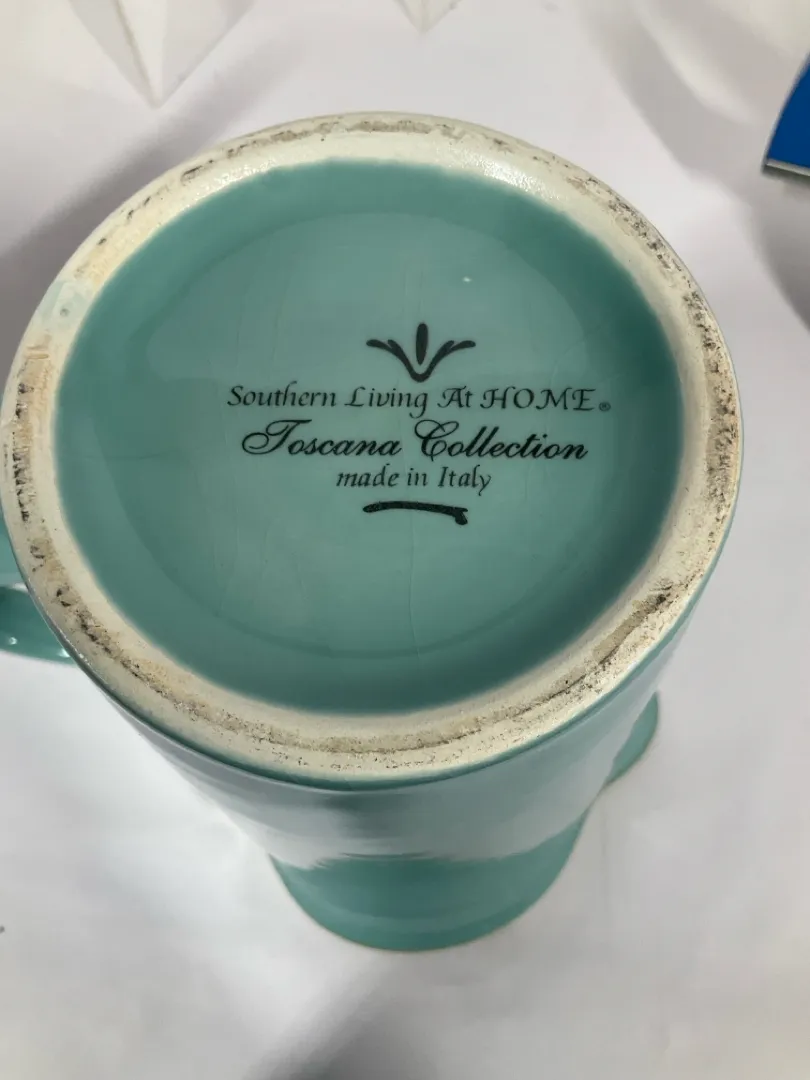 Southern Living At HOME®
Toscana Collection
made in Italy